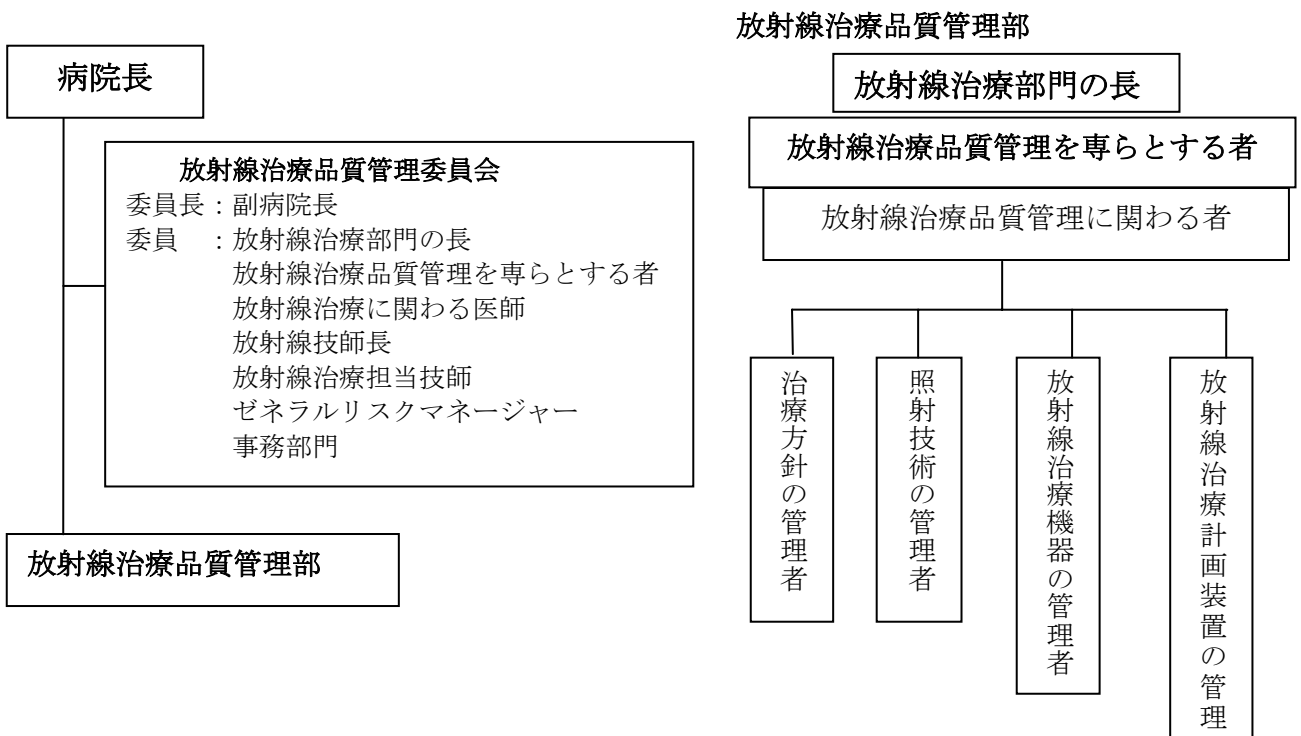 病院長
放射線治療品質管理委員会
委員長：副病院長
委員　：放射線治療部門の長
放射線治療品質管理を専らとする者
放射線治療に関わる医師
放射線技師長
放射線治療担当技師
ゼネラルリスクマネージャー
事務部門
放射線治療品質管理部
放射線治療品質管理部
放射線治療部門の長
放射線治療品質管理を専らとする者
放射線治療品質管理に関わる者
治療方針の管理者
照射技術の管理者
放射線治療機器の管理者
放射線治療計画装置の管理